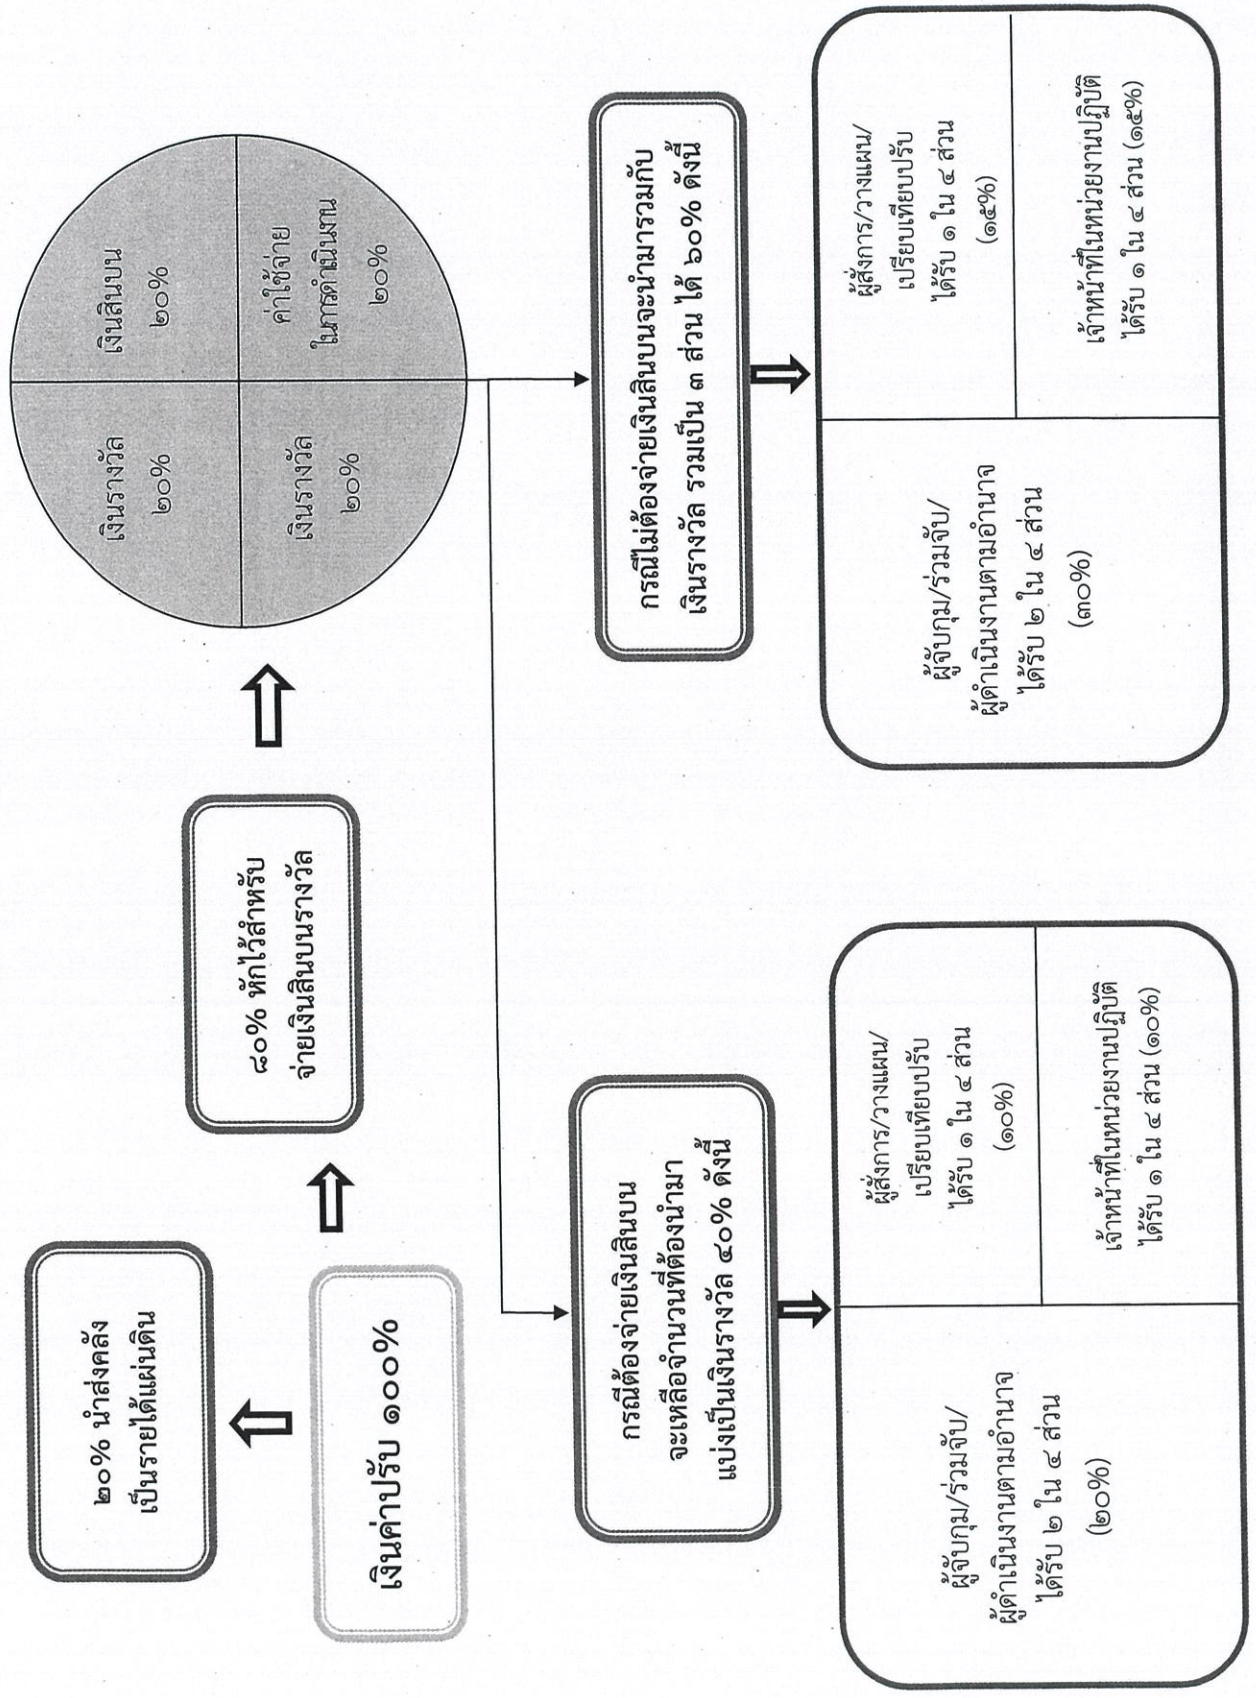 ๒๐% นำส่งคลัง
เป็นรายได้แผ่นดิน
เงินค่าปรับ ๑๐๐%
๘๐% หักไว้สำหรับ
จ่ายเงินสินบนรางวัล
เงินรางวัล
๒๐%
เงินสินบน
๒๐%
เงินรางวัล
๒๐%
ค่าใช้จ่าย
ในการดำเนินงาน
๒๐%
กรณีต้องจ่ายเงินสินบน
จะเหลือจำนวนที่ต้องนำมา
แบ่งเป็นเงินรางวัล ๔๐% ดังนี้
ผู้จับกุม/ร่วมจับ/
ผู้ดำเนินงานตามอำนาจ
ได้รับ ๒ ใน ๔ ส่วน
(๒๐%)
ผู้สั่งการ/วางแผน/
เปรียบเทียบปรับ
ได้รับ ๑ ใน ๔ ส่วน
(๑๐%)
เจ้าหน้าที่ในหน่วยงานปฏิบัติ
ได้รับ ๑ ใน ๔ ส่วน (๑๐%)
กรณีไม่ต้องจ่ายเงินสินบนจะนำมารวมกับ
เงินรางวัล รวมเป็น ๓ ส่วน ได้ ๖๐% ดังนี้
ผู้จับกุม/ร่วมจับ/
ผู้ดำเนินงานตามอำนาจ
ได้รับ ๒ ใน ๔ ส่วน
(๓๐%)
ผู้สั่งการ/วางแผน/
เปรียบเทียบปรับ
ได้รับ ๑ ใน ๔ ส่วน
(๑๕%)
เจ้าหน้าที่ในหน่วยงานปฏิบัติ
ได้รับ ๑ ใน ๔ ส่วน (๑๕%)